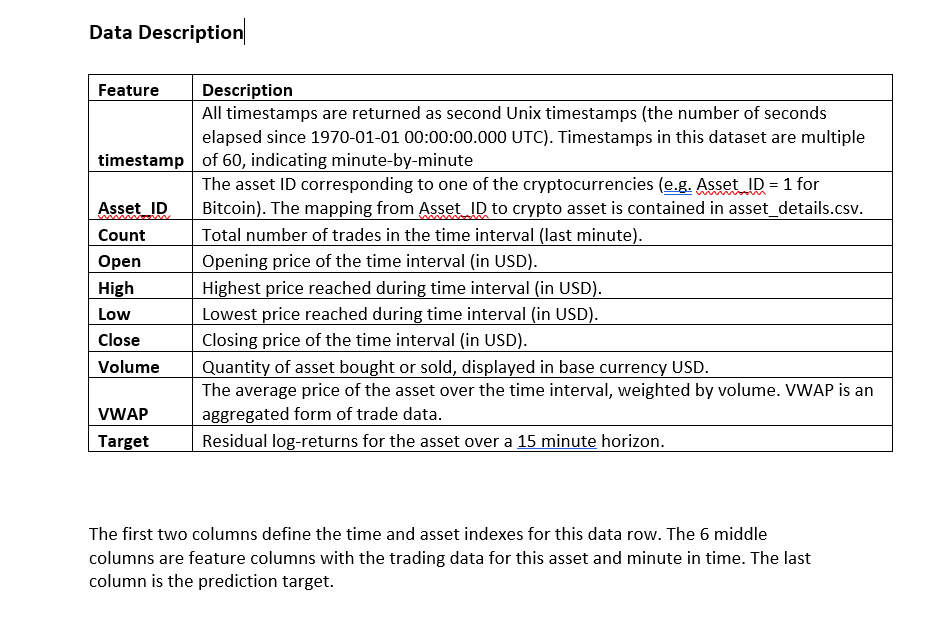 Data Description
Feature Description
All timestamps are returned as second Unix timestamps (the number of seconds
elapsed since 1970-01-01 00:00:00.000 UTC). Timestamps in this dataset are multiple
timestamp of 60, indicating minute-by-minute
The asset ID corresponding to one of the cryptocurrencies (e.g. Asset_ID = 1 for
Asset_ID Bitcoin). The mapping from Asset_ID to crypto asset is contained in asset_details.csv.
Count Total number of trades in the time interval (last minute).
Open Opening price of the time interval (in USD).
High Highest price reached during time interval (in USD).
Low Lowest price reached during time interval (in USD).
Close Closing price of the time interval (in USD).
Volume Quantity of asset bought or sold, displayed in base currency USD.
The average price of the asset over the time interval, weighted by volume. VWAP is an
VWAP aggregated form of trade data.
Target Residual log-returns for the asset over a 15 minute horizon.
The first two columns define the time and asset indexes for this data row. The 6 middle
columns are feature columns with the trading data for this asset and minute in time. The last
column is the prediction target.